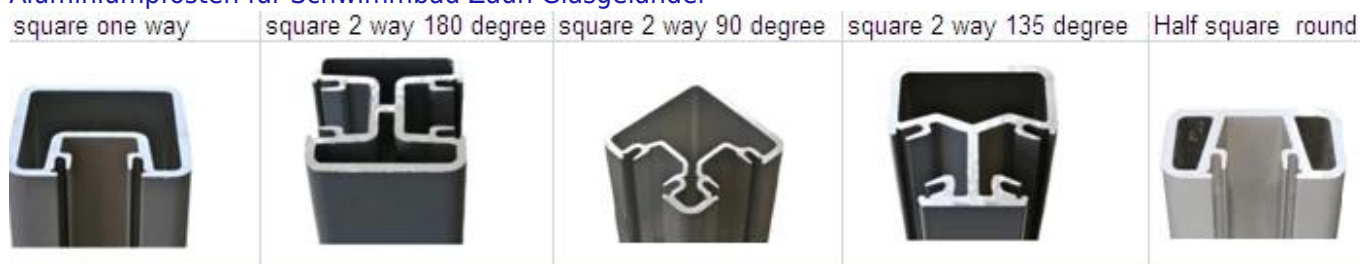 Aluminiumpfosten für Schwimmbad Zaun Glasgeländer
square one way
square 2 way 180 degree
square 2 way 90 degree
square 2 way 135 degree
Half square round